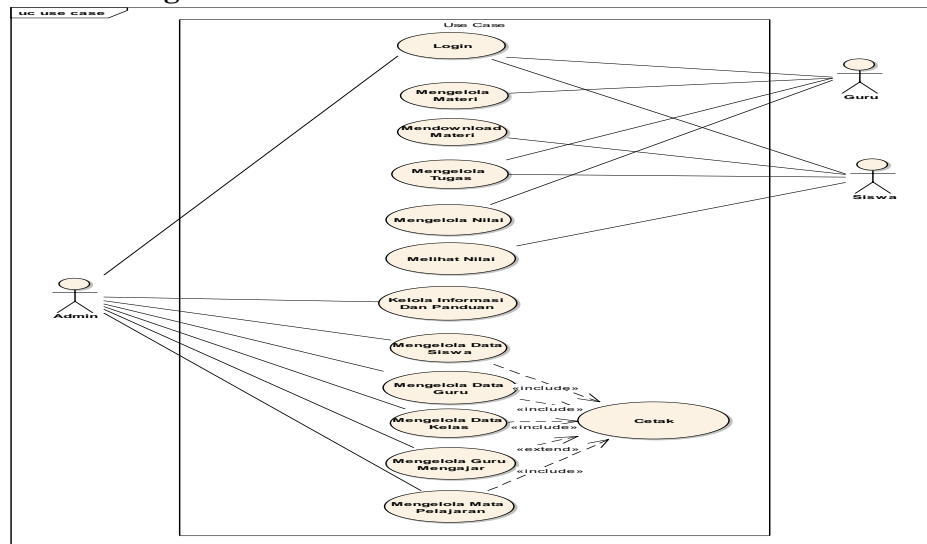 uc use case
Use Case
Login
Guru
Mengelola
Materi
Mendownload
Materi
Mengelola
Tugas
Siswa
Mengelola Nilai
Melihat Nilai
Admin
Kelola Informasi
Dan Panduan
Mengelola Data
Siswa
Mengelola Data
Guru
«include»
«include»
Mengelola Data
Kelas
«include»
Cetak
«extend»
Mengelola Guru
Mengajar
«include»
Mengelola Mata
Pelajaran